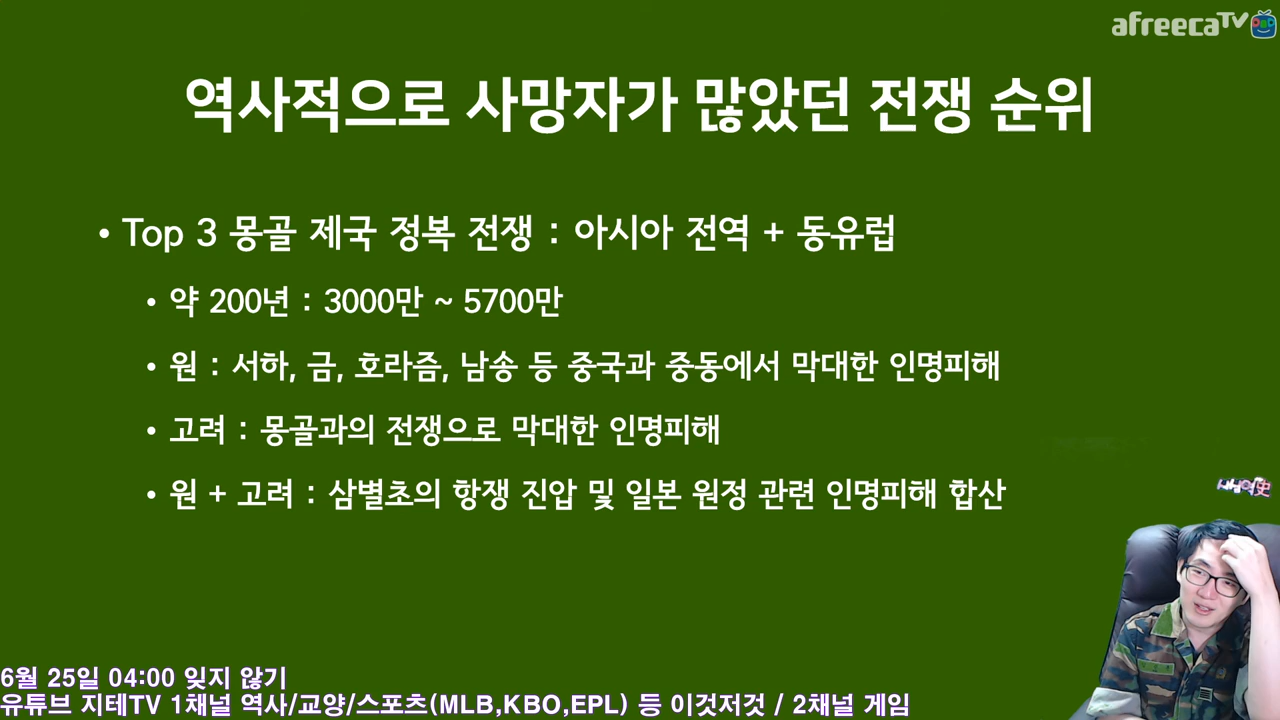 afreecaTV
역사적으로 사망자가 많았던 전쟁 순위
• Top 3 몽골 제국 정복 전쟁 : 아시아 전역 + 동유럽
• 약 200년 : 3000만 ~ 5700만
• 원 : 서하, 금, 호라즘, 남송 등 중국과 중동에서 막대한 인명피해
• 고려 : 몽골과의 전쟁으로 막대한 인명피해
• 원 + 고려 : 삼별초의 항쟁 진압 및 일본 원정 관련 인명피해 합산
6월 25일 04:00 잊지 않기
유튜브 지테TV 1채널 역사/교양/스포츠(MLB,KBO,EPL) 등 이것저것 / 2채널 게임